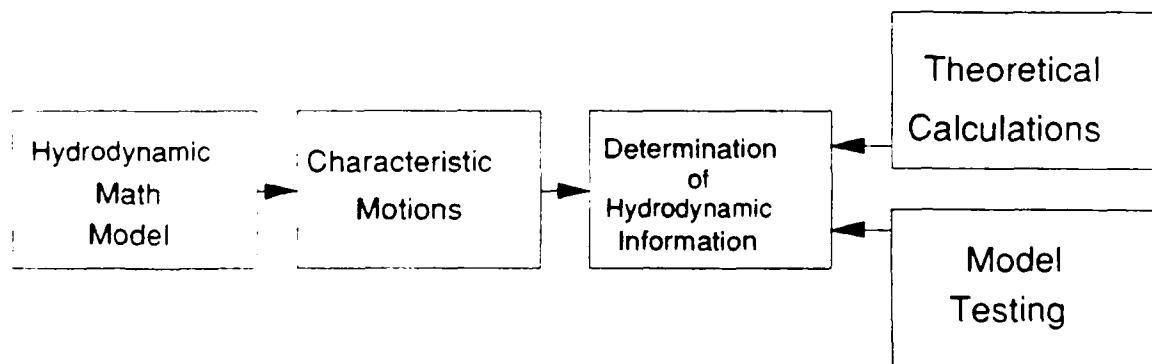 Hydrodynamic
Math
Model
Characteristic
Motions
Determination
of
Hydrodynamic
Information
Theoretical
Calculations
Model
Testing